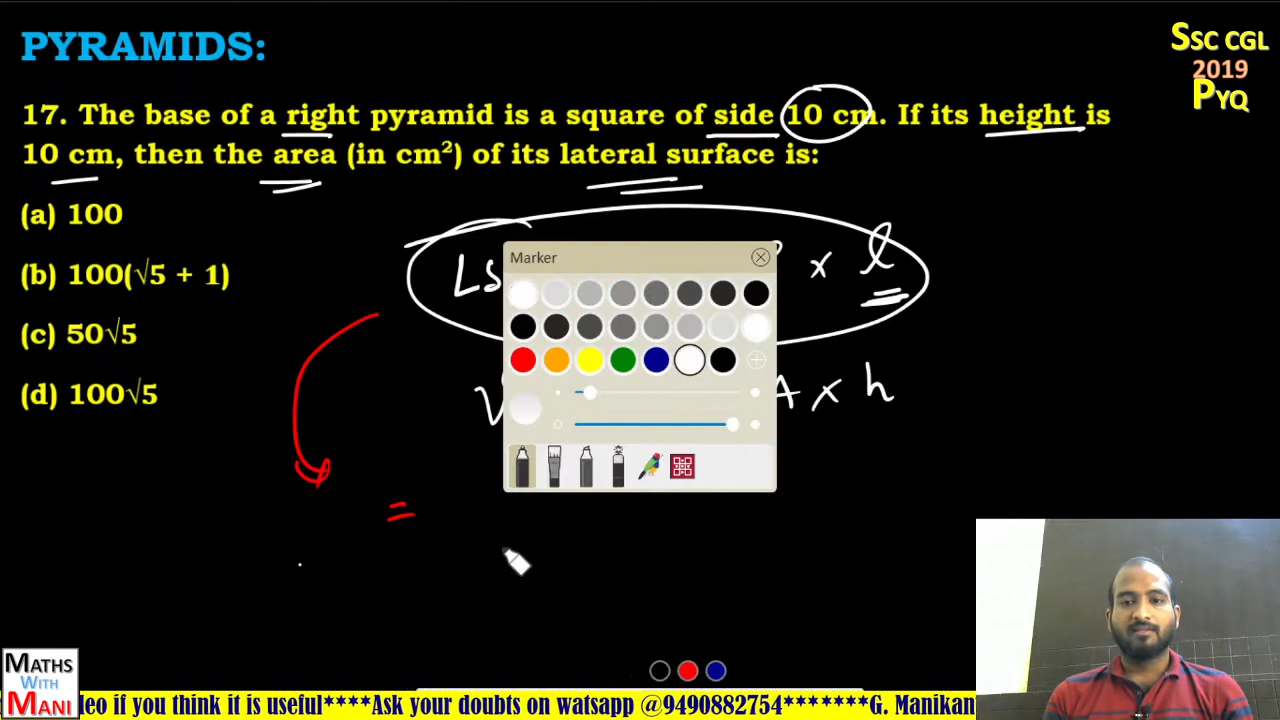 PYRAMIDS:
SSC CGL
2019
PYQ
17. The base of a right pyramid is a square of side 10 cm. If its height is
10 cm, then the area (in cm²) of its lateral surface is:
(a) 100
(b) 100(√5 + 1)
(c) 50√5
(d) 100√5
LS
× l
Marker
V
A × h
=
MATHS
WITH
MANI
deo if you think it is useful****Ask your doubts on watsapp @9490882754*******G. Manikan